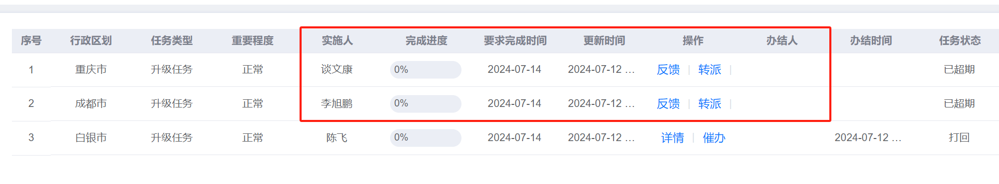 序号 行政区划 任务类型 重要程度 实施人 完成进度 要求完成时间 更新时间 操作 办结人 办结时间 任务状态
1 重庆市 升级任务 正常 谈文康 0% 2024-07-14 2024-07-12 ... 反馈 | 转派 | 已超期
2 成都市 升级任务 正常 李旭鹏 0% 2024-07-14 2024-07-12 ... 反馈 | 转派 | 已超期
3 白银市 升级任务 正常 陈飞 0% 2024-07-14 2024-07-12 ... 详情 | 催办 2024-07-12 ... 打回